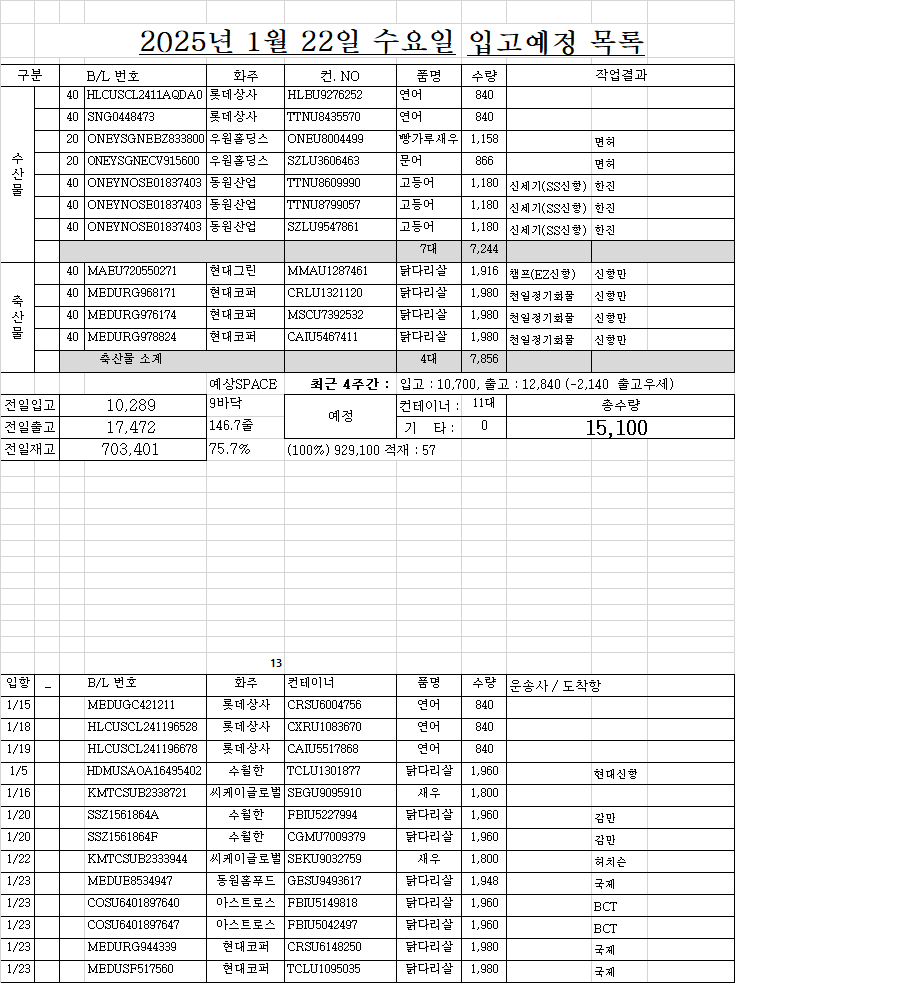 2025년 1월 22일 수요일 입고예정 목록
구분 B/L 번호 화주 컨. NO 품명 수량 작업결과
수산물
40 HLCUSCL2411AQDA0 롯데상사 HLBU9276252 연어 840
40 SNG0448473 롯데상사 TTNU8435570 연어 840
20 ONEYSGNEBZ833800 우원홀딩스 ONEU8004499 빵가루새우 1,158 면허
20 ONEYSGNECV915600 우원홀딩스 SZLU3606463 문어 866 면허
40 ONEYNOSE01837403 동원산업 TTNU8609990 고등어 1,180 신세기(SS신항) 한진
40 ONEYNOSE01837403 동원산업 TTNU8799057 고등어 1,180 신세기(SS신항) 한진
40 ONEYNOSE01837403 동원산업 SZLU9547861 고등어 1,180 신세기(SS신항) 한진
7대 7,244
축산물
40 MAEU720550271 현대그린 MMAU1287461 닭다리살 1,916 챔프(EZ신항) 신항만
40 MEDURG968171 현대코퍼 CRLU1321120 닭다리살 1,980 천일정기화물 신항만
40 MEDURG976174 현대코퍼 MSCU7392532 닭다리살 1,980 천일정기화물 신항만
40 MEDURG978824 현대코퍼 CAIU5467411 닭다리살 1,980 천일정기화물 신항만
축산물 소계 4대 7,856
예상SPACE 최근 4주간 : 입고 : 10,700, 출고 : 12,840 (-2,140 출고우세)
전일입고 10,289 9바닥 예정 컨테이너 : 11대 총수량
전일출고 17,472 146.7줄 기 타 : 0 15,100
전일재고 703,401 75.7% (100%) 929,100 적재 : 57
13
입항 _ B/L 번호 화주 컨테이너 품명 수량 운송사 / 도착항
1/15 MEDUGC421211 롯데상사 CRSU6004756 연어 840
1/18 HLCUSCL241196528 롯데상사 CXRU1083670 연어 840
1/19 HLCUSCL241196678 롯데상사 CAIU5517868 연어 840
1/5 HDMUSAOA16495402 수월한 TCLU1301877 닭다리살 1,960 현대신항
1/16 KMTCSUB2338721 씨케이글로벌 SEGU9095910 새우 1,800
1/20 SSZ1561864A 수월한 FBIU5227994 닭다리살 1,960 감만
1/20 SSZ1561864F 수월한 CGMU7009379 닭다리살 1,960 감만
1/22 KMTCSUB2333944 씨케이글로벌 SEKU9032759 새우 1,800 허치슨
1/23 MEDUE8534947 동원홈푸드 GESU9493617 닭다리살 1,948 국제
1/23 COSU6401897640 아스트로스 FBIU5149818 닭다리살 1,960 BCT
1/23 COSU6401897647 아스트로스 FBIU5042497 닭다리살 1,960 BCT
1/23 MEDURG944339 현대코퍼 CRSU6148250 닭다리살 1,980 국제
1/23 MEDUSF517560 현대코퍼 TCLU1095035 닭다리살 1,980 국제